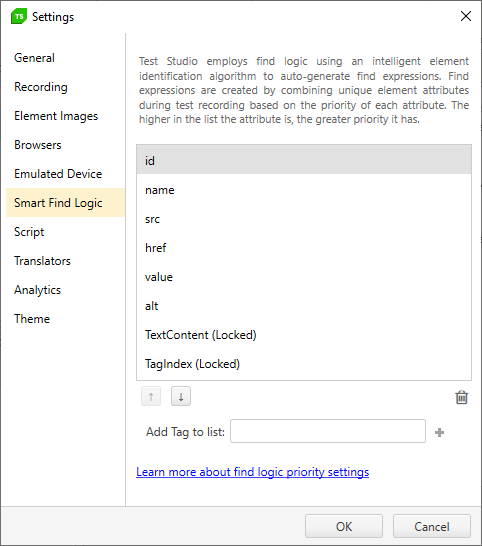 TS Settings
General
Recording
Element Images
Browsers
Emulated Device
Smart Find Logic
Script
Translators
Analytics
Theme
Test Studio employs find logic using an intelligent element
identification algorithm to auto-generate find expressions. Find
expressions are created by combining unique element attributes
during test recording based on the priority of each attribute. The
higher in the list the attribute is, the greater priority it has.
id
name
src
href
value
alt
TextContent (Locked)
TagIndex (Locked)
Add Tag to list:
Learn more about find logic priority settings
OK Cancel